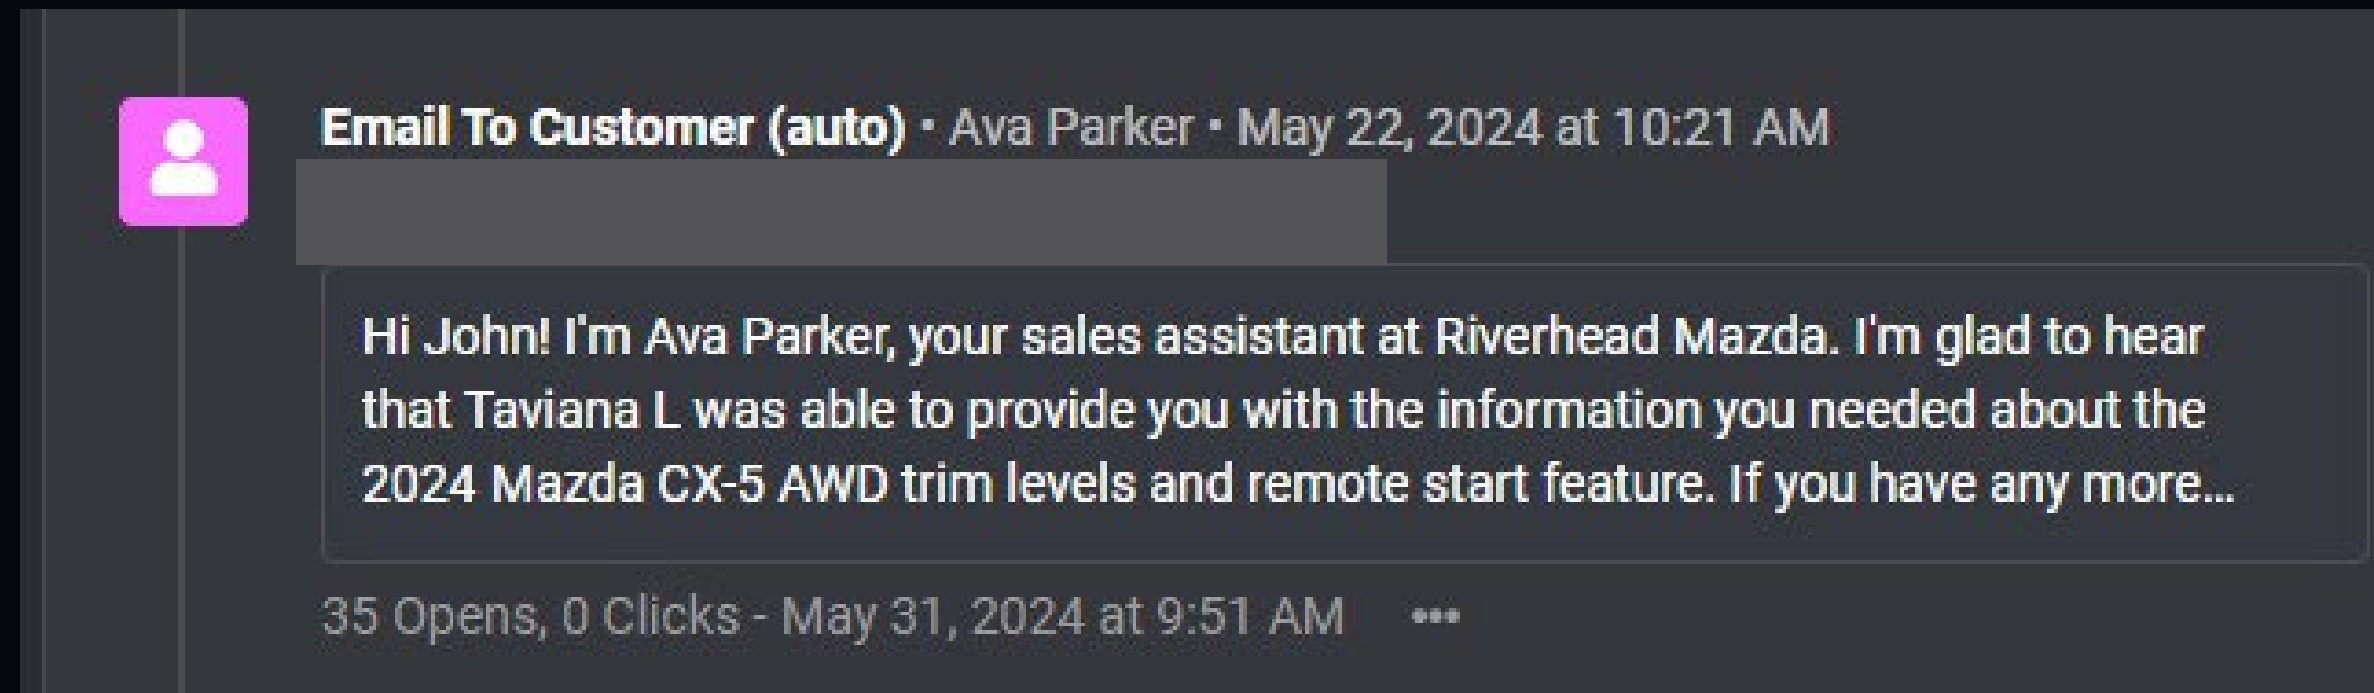 Email To Customer (auto) • Ava Parker • May 22, 2024 at 10:21 AM
Hi John! I'm Ava Parker, your sales assistant at Riverhead Mazda. I'm glad to hear
that Taviana L was able to provide you with the information you needed about the
2024 Mazda CX-5 AWD trim levels and remote start feature. If you have any more...
35 Opens, 0 Clicks - May 31, 2024 at 9:51 AM •••